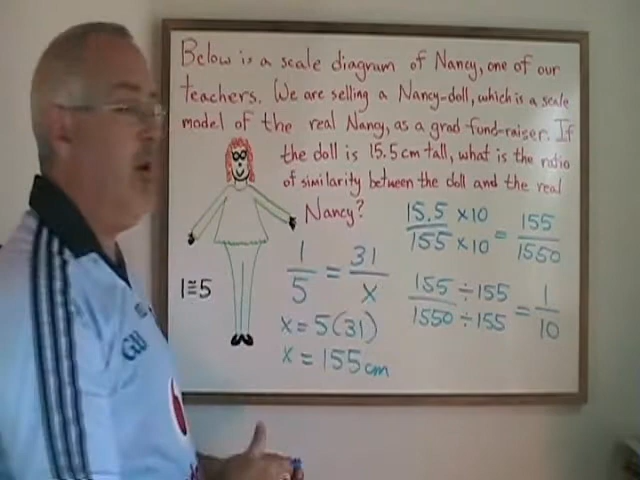 Below is a scale diagram of Nancy, one of our
teachers. We are selling a Nancy-doll, which is a scale
model of the real Nancy, as a grad fund-raiser. If
the doll is 15.5 cm tall, what is the ratio
of similarity between the doll and the real
Nancy?
15.5 ×10 / 155 ×10 = 155 / 1550
1 / 5 = 31 / x
155 ÷155 / 1550 ÷155 = 1 / 10
1≅5
x = 5(31)
x = 155cm
GU